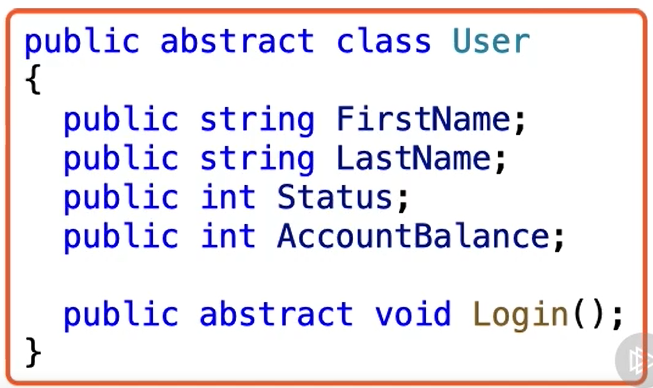 public abstract class User
{
public string FirstName;
public string LastName;
public int Status;
public int AccountBalance;
public abstract void Login();
}